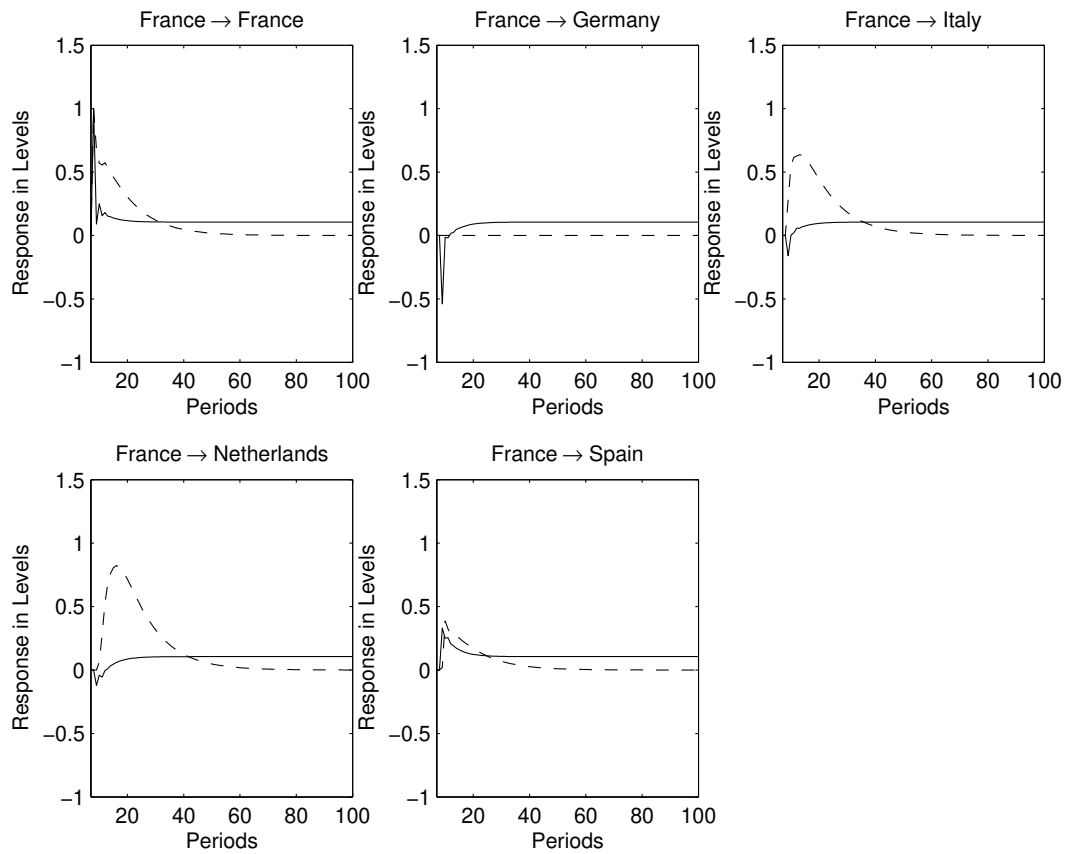 France → France
France → Germany
France → Italy
Response in Levels
1.5
1
0.5
0
−0.5
−1
20 40 60 80 100
Periods
Response in Levels
1.5
1
0.5
0
−0.5
−1
20 40 60 80 100
Periods
Response in Levels
1.5
1
0.5
0
−0.5
−1
20 40 60 80 100
Periods
France → Netherlands
France → Spain
Response in Levels
1.5
1
0.5
0
−0.5
−1
20 40 60 80 100
Periods
Response in Levels
1.5
1
0.5
0
−0.5
−1
20 40 60 80 100
Periods